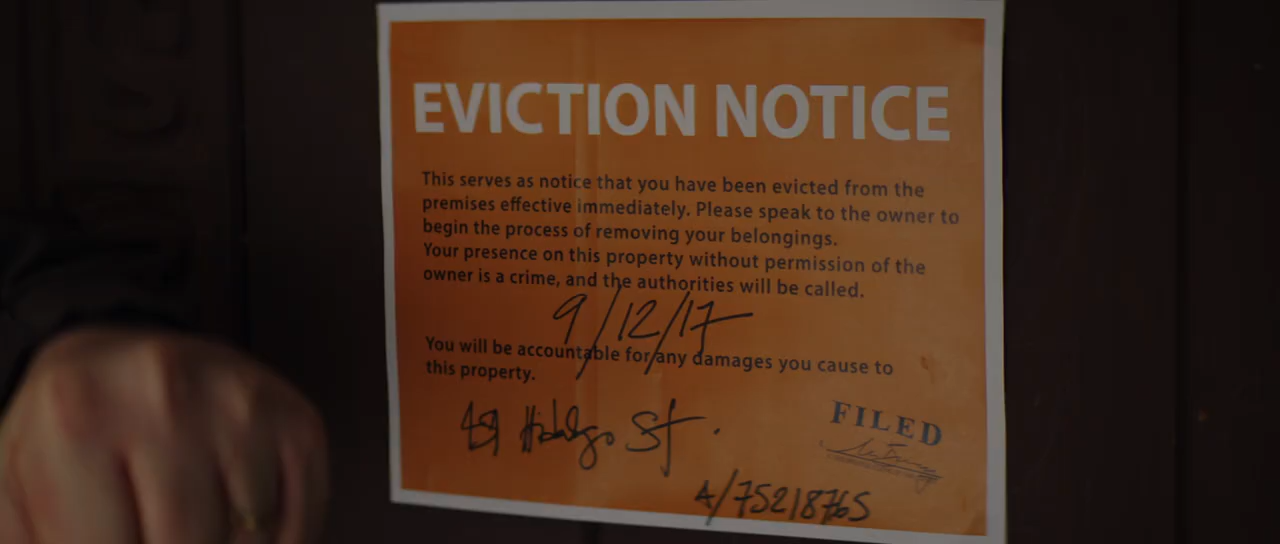 EVICTION NOTICE
This serves as notice that you have been evicted from the
premises effective immediately. Please speak to the owner to
begin the process of removing your belongings.
Your presence on this property without permission of the
owner is a crime, and the authorities will be called.
9/12/17
You will be accountable for any damages you cause to
this property.
Hidalgo St.
FILED
A/75218765